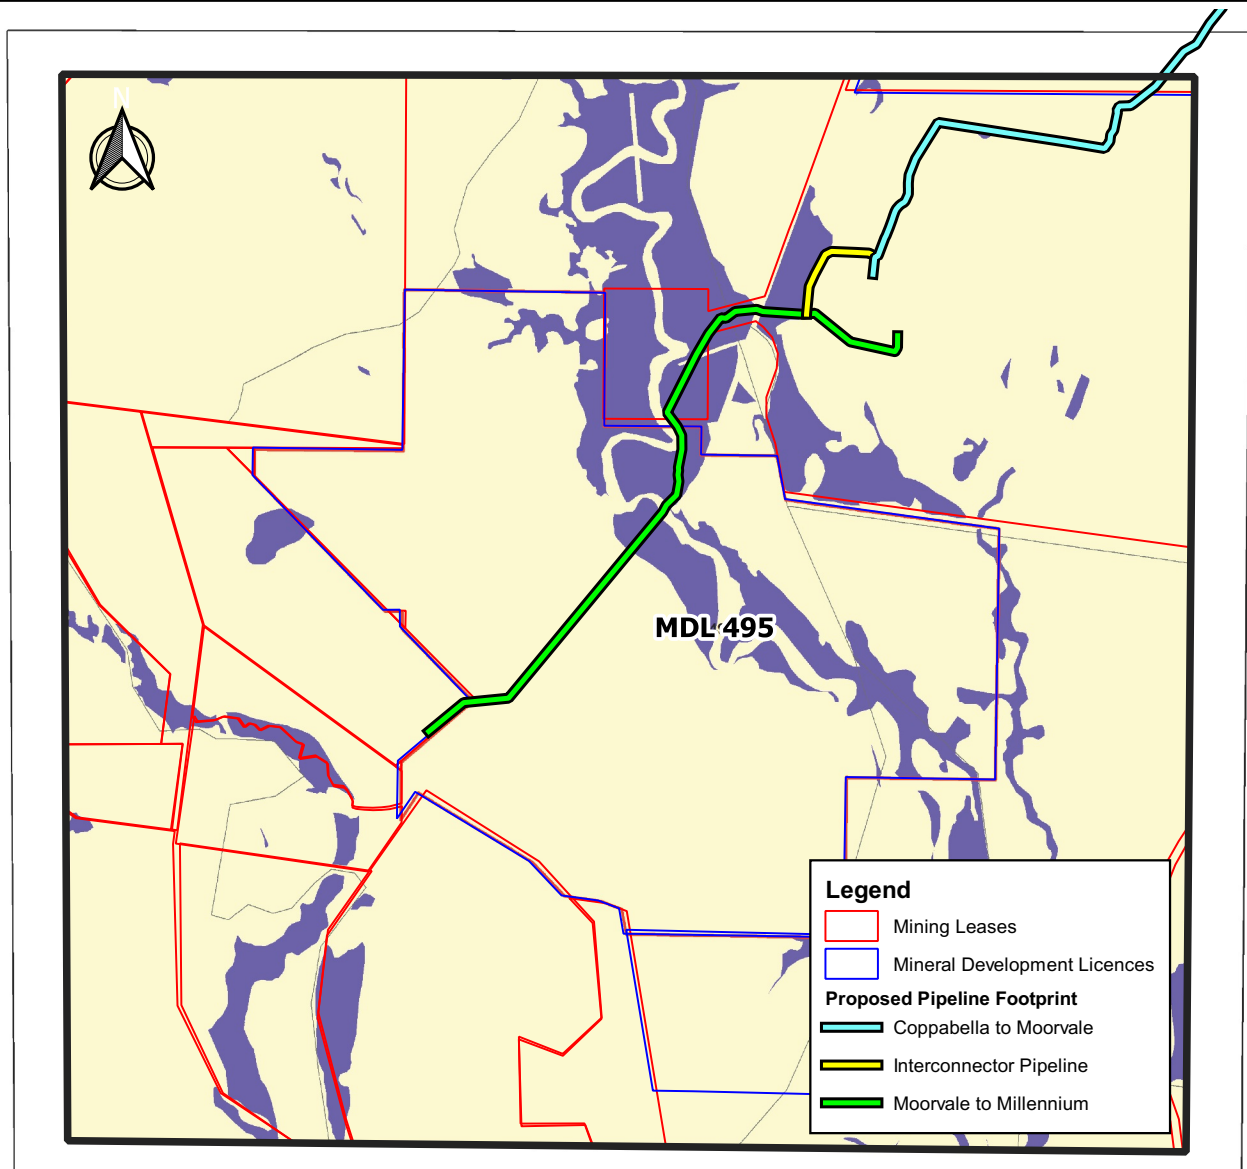 N
MDL 495
Legend
Mining Leases
Mineral Development Licences
Proposed Pipeline Footprint
Coppabella to Moorvale
Interconnector Pipeline
Moorvale to Millennium